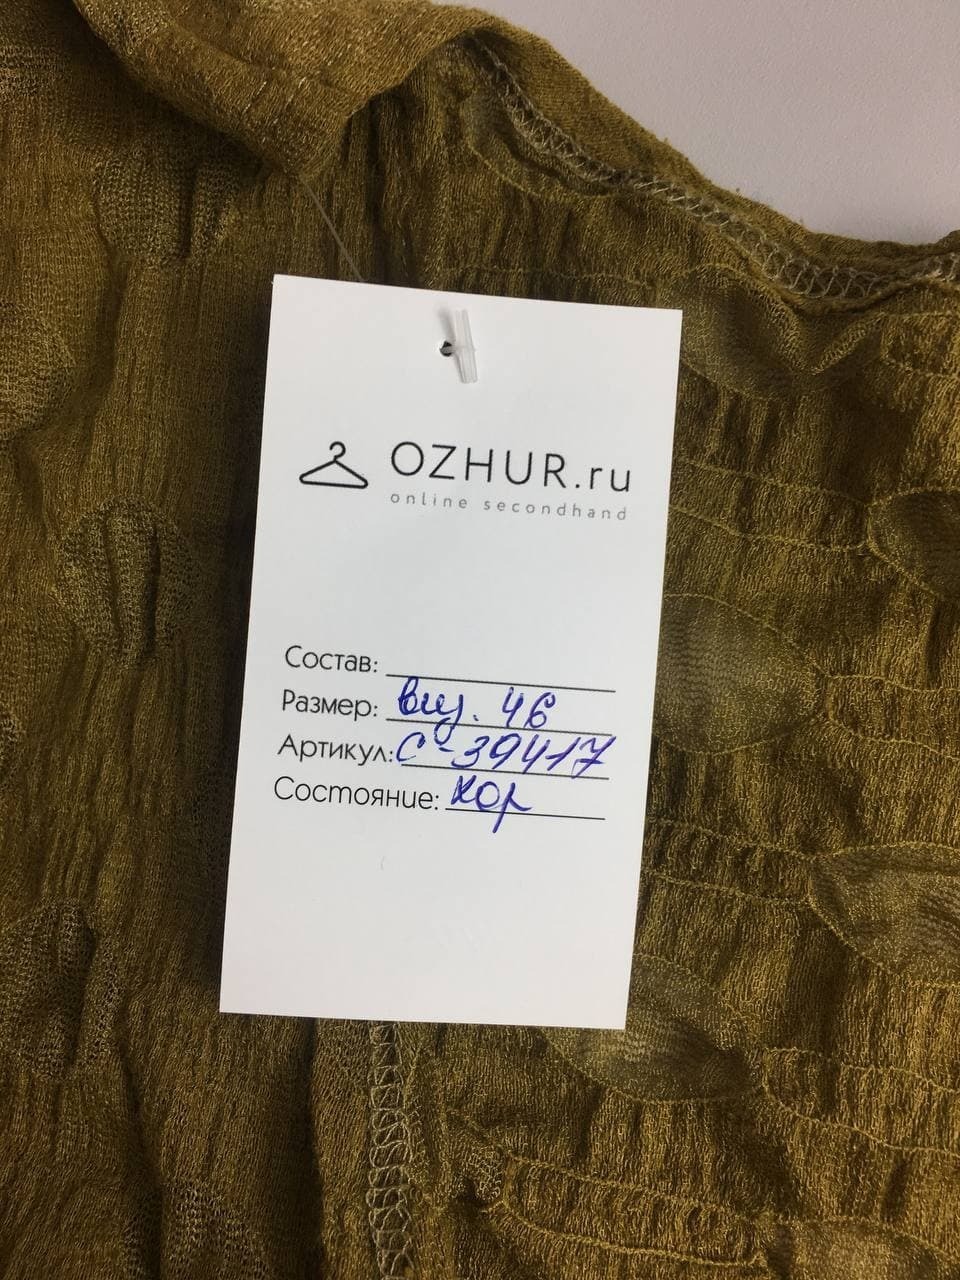 OZHUR.ru
online secondhand
Состав:
Размер: виз. 46
Артикул: С-39417
Состояние: хор